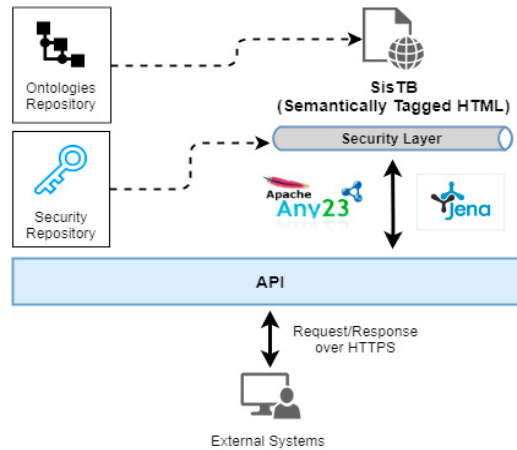 Ontologies
Repository
SisTB
(Semantically Tagged HTML)
Security Layer
Security
Repository
Apache
Any23
Jena
API
Request/Response
over HTTPS
External Systems